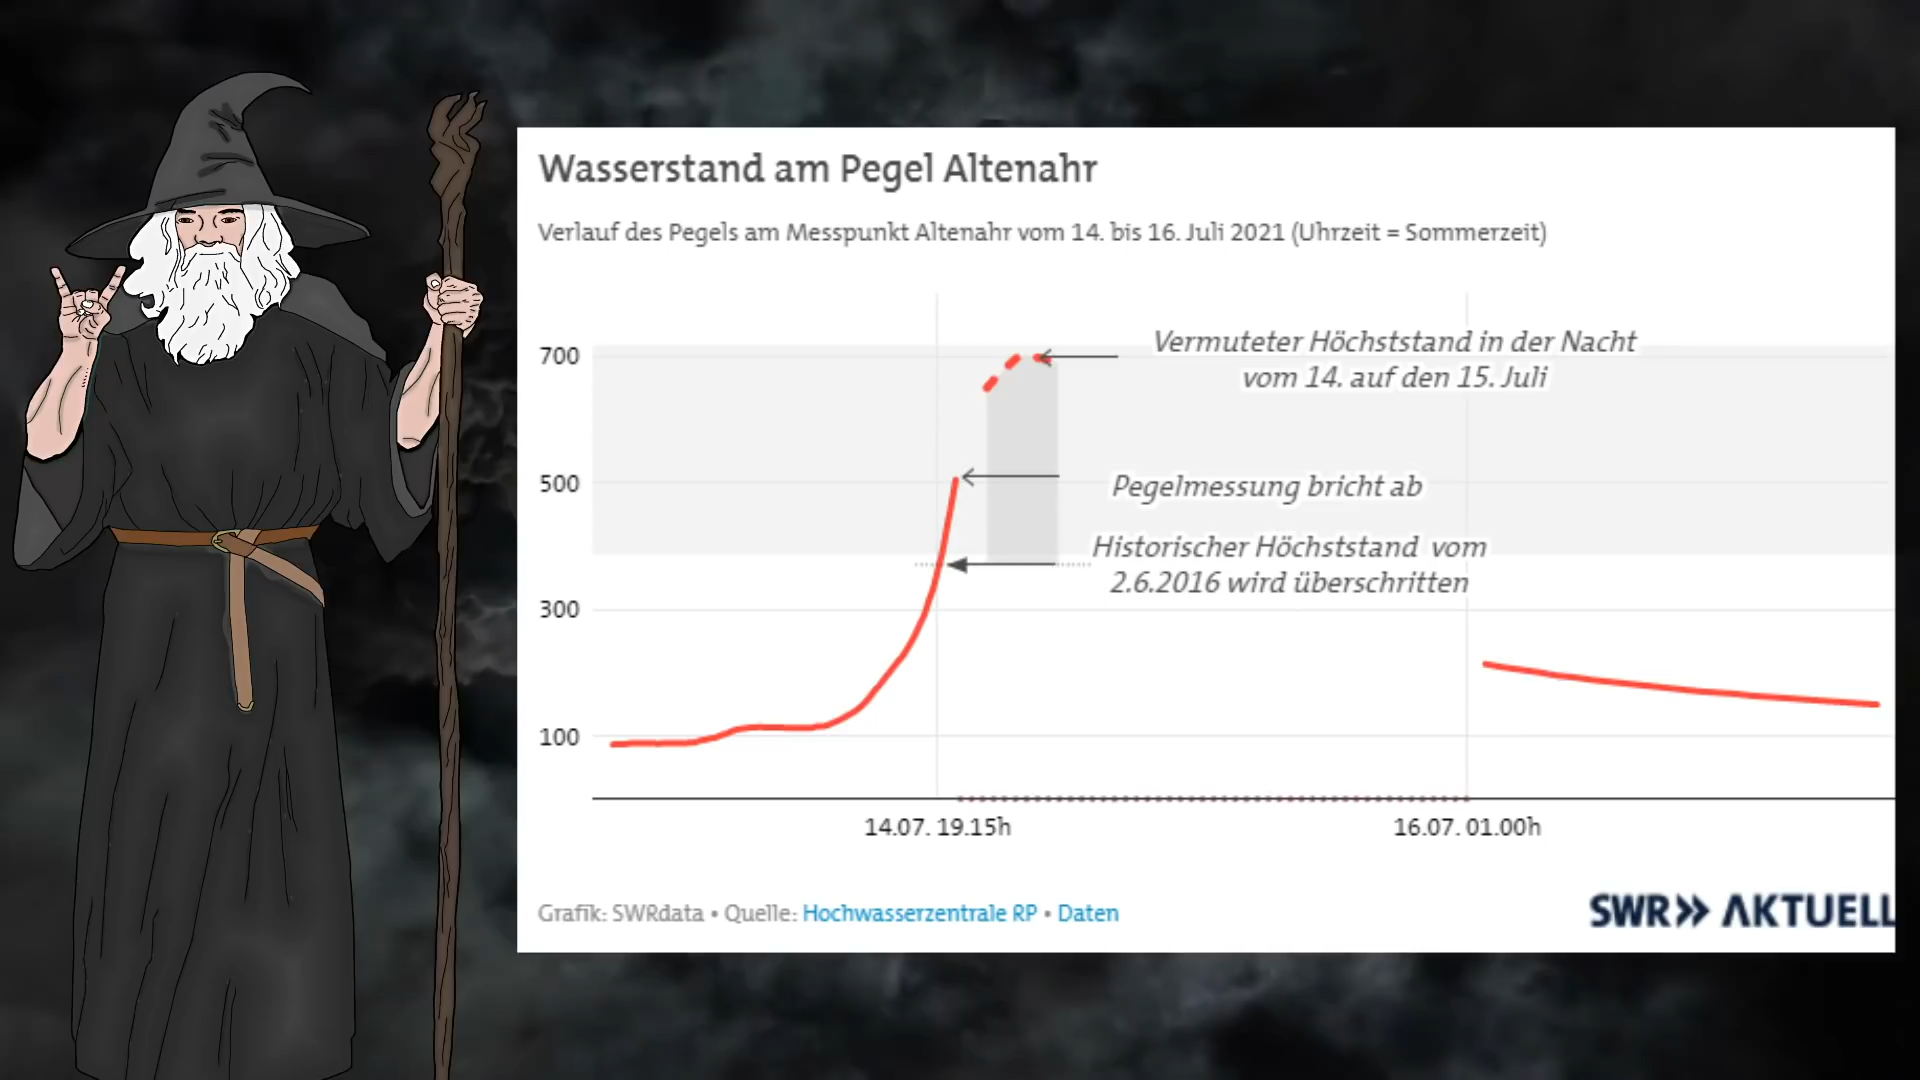 Wasserstand am Pegel Altenahr
Verlauf des Pegels am Messpunkt Altenahr vom 14. bis 16. Juli 2021 (Uhrzeit = Sommerzeit)
700
Vermuteter Höchststand in der Nacht
vom 14. auf den 15. Juli
500
Pegelmessung bricht ab
Historischer Höchststand vom
2.6.2016 wird überschritten
300
100
14.07. 19.15h
16.07. 01.00h
Grafik: SWRdata • Quelle: Hochwasserzentrale RP • Daten
SWR» AKTUELL